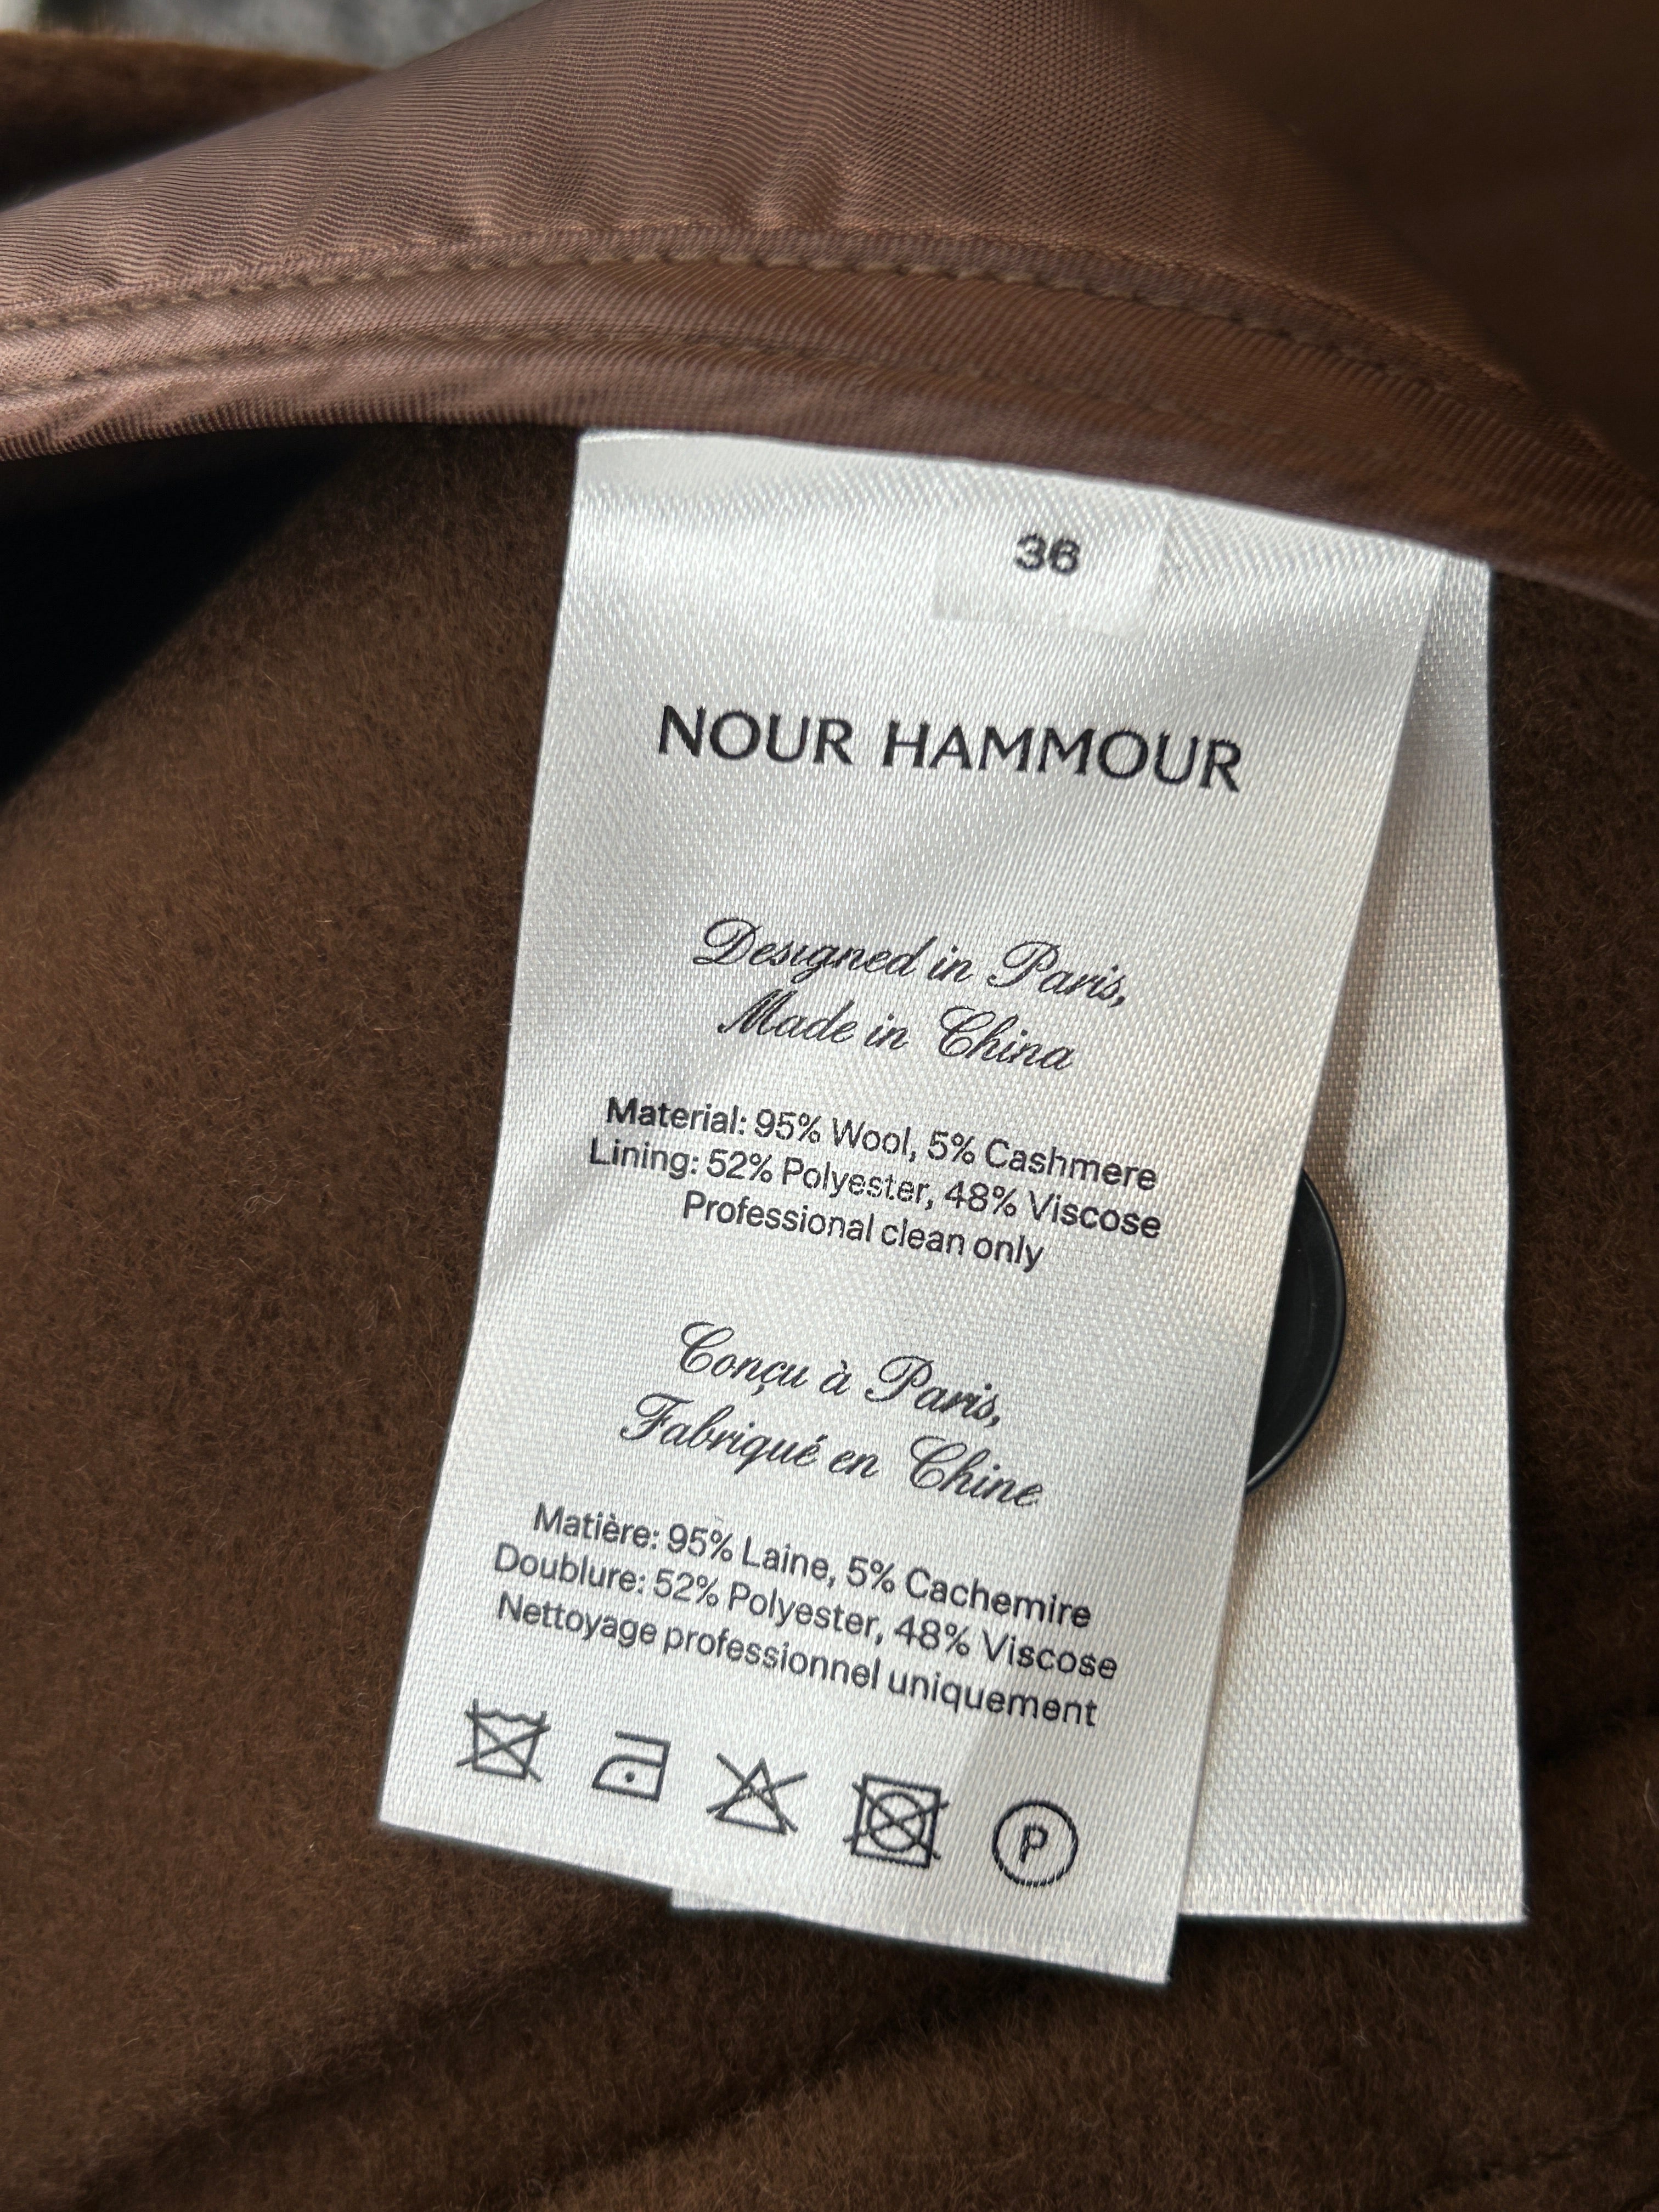 36
NOUR HAMMOUR
Designed in Paris,
Made in China
Material: 95% Wool, 5% Cashmere
Lining: 52% Polyester, 48% Viscose
Professional clean only
Conçu à Paris,
Fabriqué en Chine
Matière: 95% Laine, 5% Cachemire
Doublure: 52% Polyester, 48% Viscose
Nettoyage professionnel uniquement
P